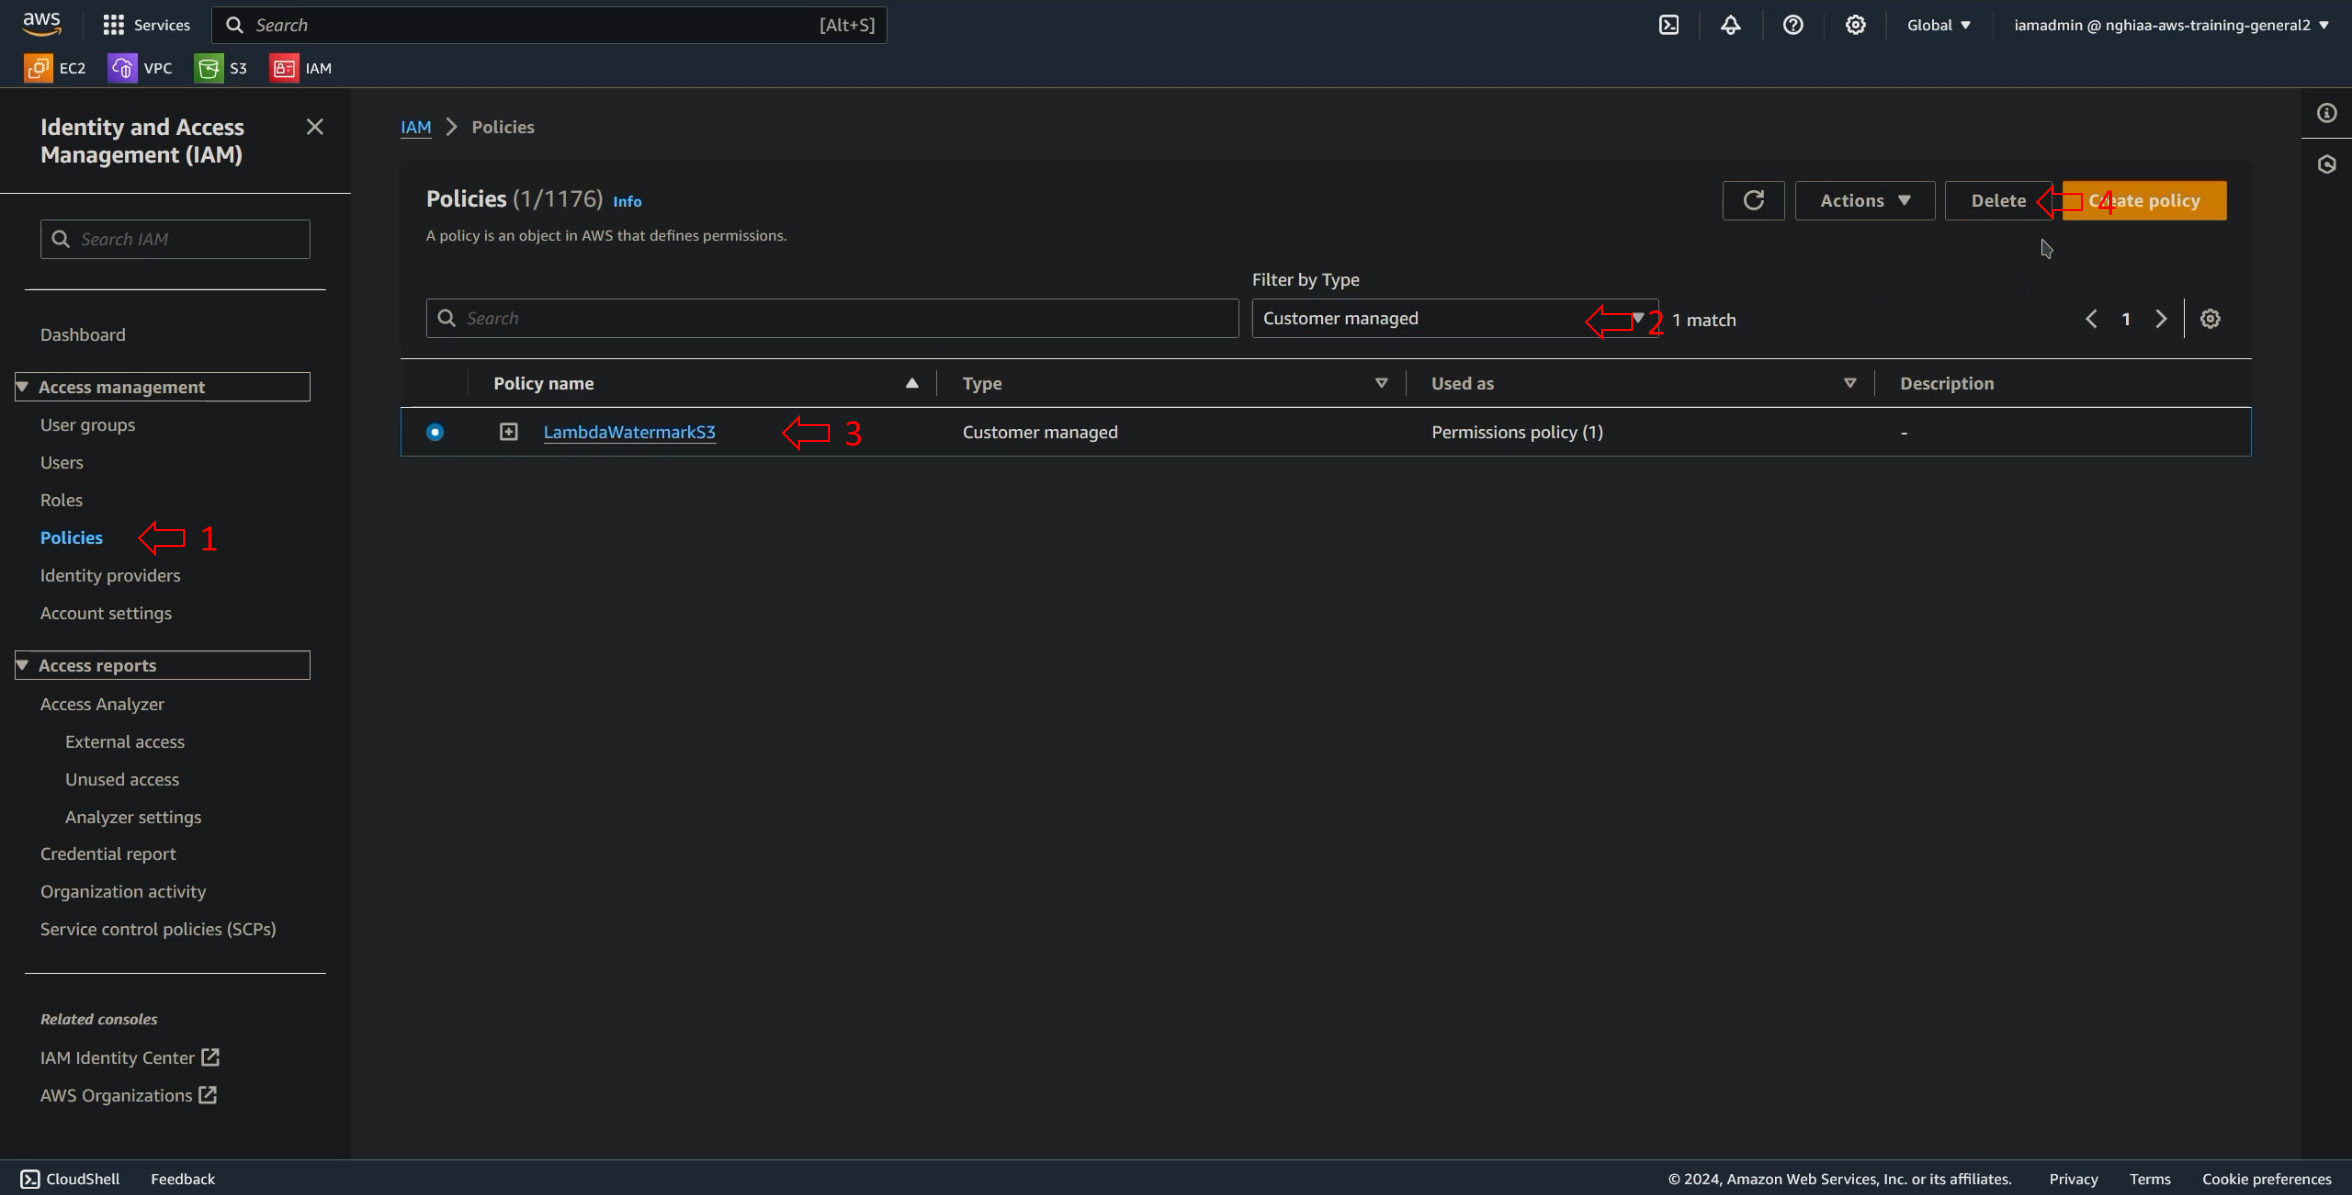 aws
Services
Search
[Alt+S]
Global
iamadmin @ nghiaa-aws-training-general2
EC2
VPC
S3
IAM
Identity and Access
Management (IAM)
Search IAM
Dashboard
Access management
User groups
Users
Roles
Policies
1
Identity providers
Account settings
Access reports
Access Analyzer
External access
Unused access
Analyzer settings
Credential report
Organization activity
Service control policies (SCPs)
Related consoles
IAM Identity Center
AWS Organizations
IAM
Policies
Policies (1/1176) Info
A policy is an object in AWS that defines permissions.
Actions
Delete
4
Create policy
Filter by Type
Search
Customer managed
2
1 match
1
Policy name
Type
Used as
Description
LambdaWatermarkS3
3
Customer managed
Permissions policy (1)
-
CloudShell
Feedback
© 2024, Amazon Web Services, Inc. or its affiliates.
Privacy
Terms
Cookie preferences